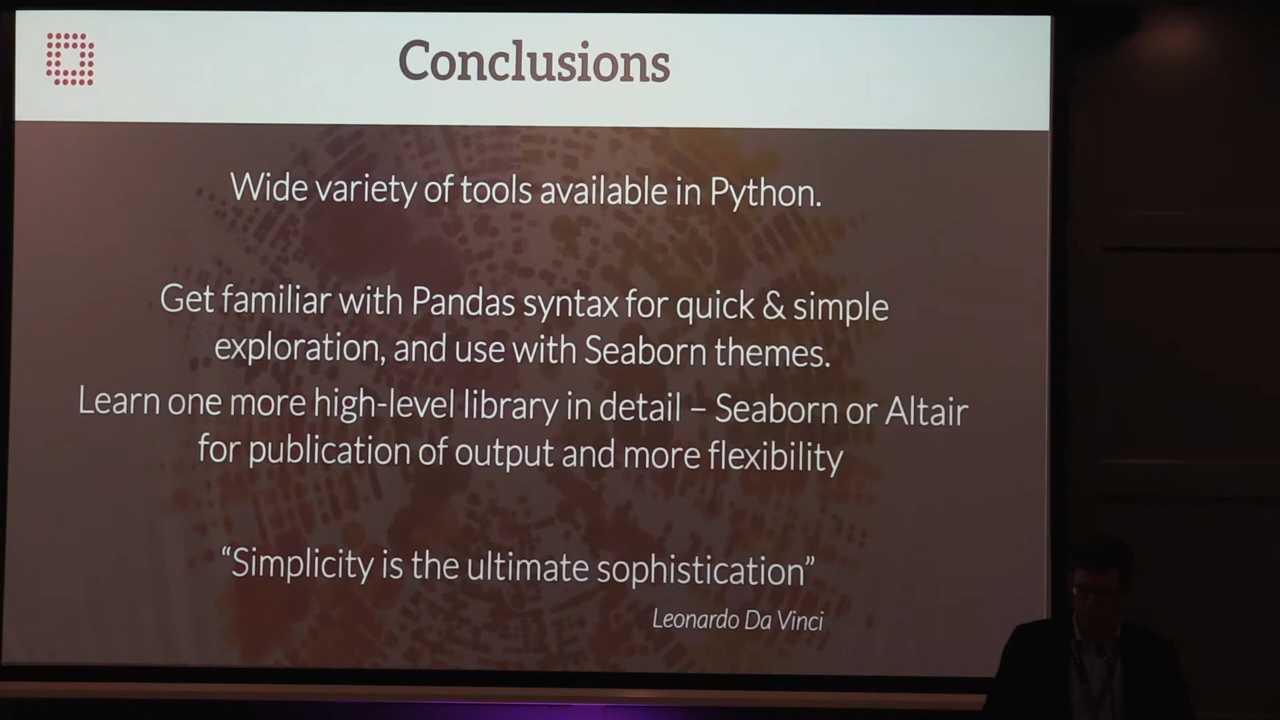 Conclusions
Wide variety of tools available in Python.
Get familiar with Pandas syntax for quick & simple
exploration, and use with Seaborn themes.
Learn one more high-level library in detail – Seaborn or Altair
for publication of output and more flexibility
“Simplicity is the ultimate sophistication”
Leonardo Da Vinci